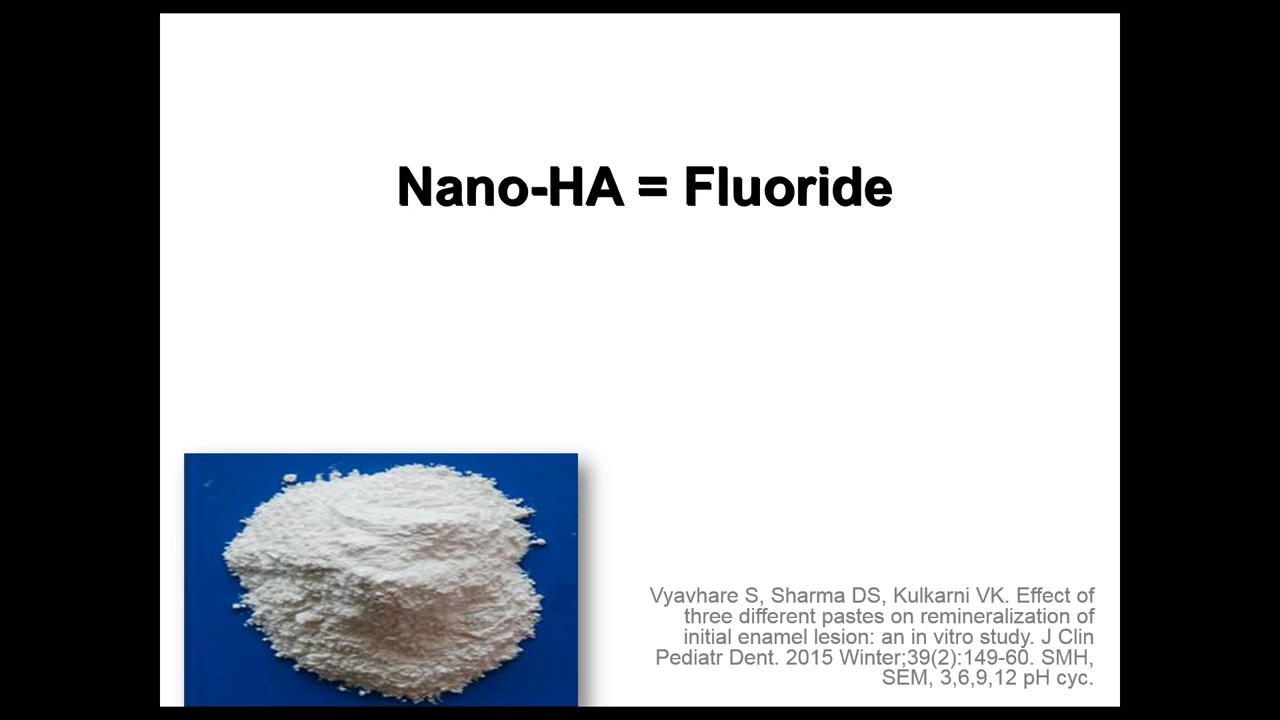 Nano-HA = Fluoride
Vyavhare S, Sharma DS, Kulkarni VK. Effect of
three different pastes on remineralization of
initial enamel lesion: an in vitro study. J Clin
Pediatr Dent. 2015 Winter;39(2):149-60. SMH,
SEM, 3,6,9,12 pH cyc.